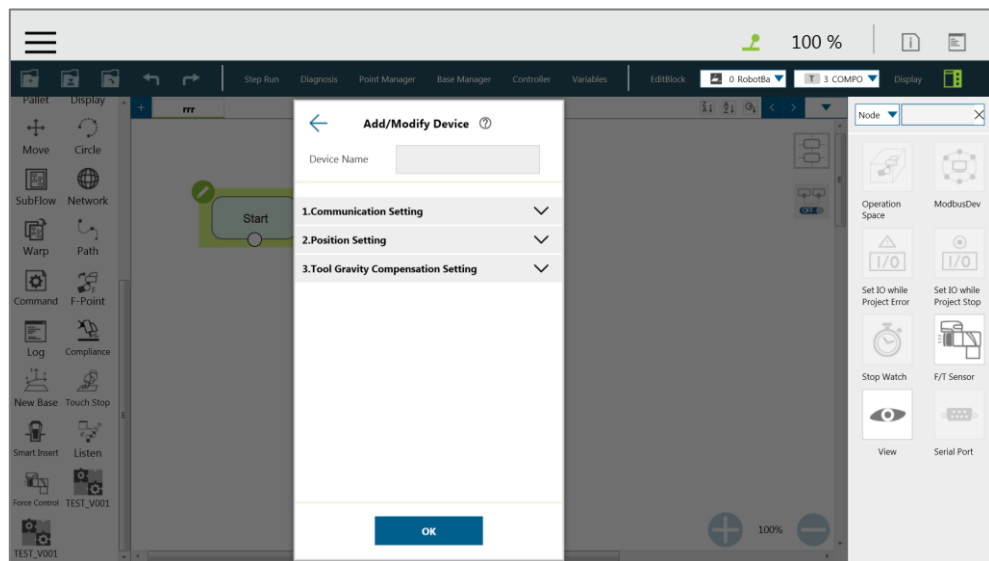 100 %
Step Run Diagnosis Point Manager Base Manager Controller Variables EditBlock 0 RobotBa T 3 COMPO Display
Pallet Display
Move Circle
SubFlow Network
Warp Path
Command F-Point
Log Compliance
New Base Touch Stop
Smart Insert Listen
Force Control TEST_V001
TEST_V001
+ rrr
Start
Add/Modify Device
Device Name
1.Communication Setting
2.Position Setting
3.Tool Gravity Compensation Setting
OK
OFF
100%
Node
Operation Space
ModbusDev
I/O
I/O
Set IO while
Project Error
Set IO while
Project Stop
Stop Watch
F/T Sensor
View
Serial Port